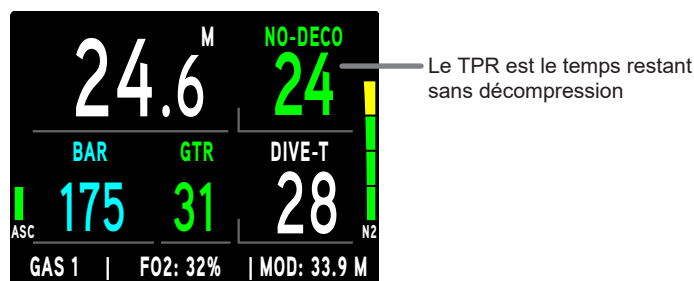 M
NO-DECO
24.6
24
Le TPR est le temps restant
sans décompression
BAR
GTR
DIVE-T
175
31
28
ASC
N2
GAS 1 | FO2: 32% | MOD: 33.9 M